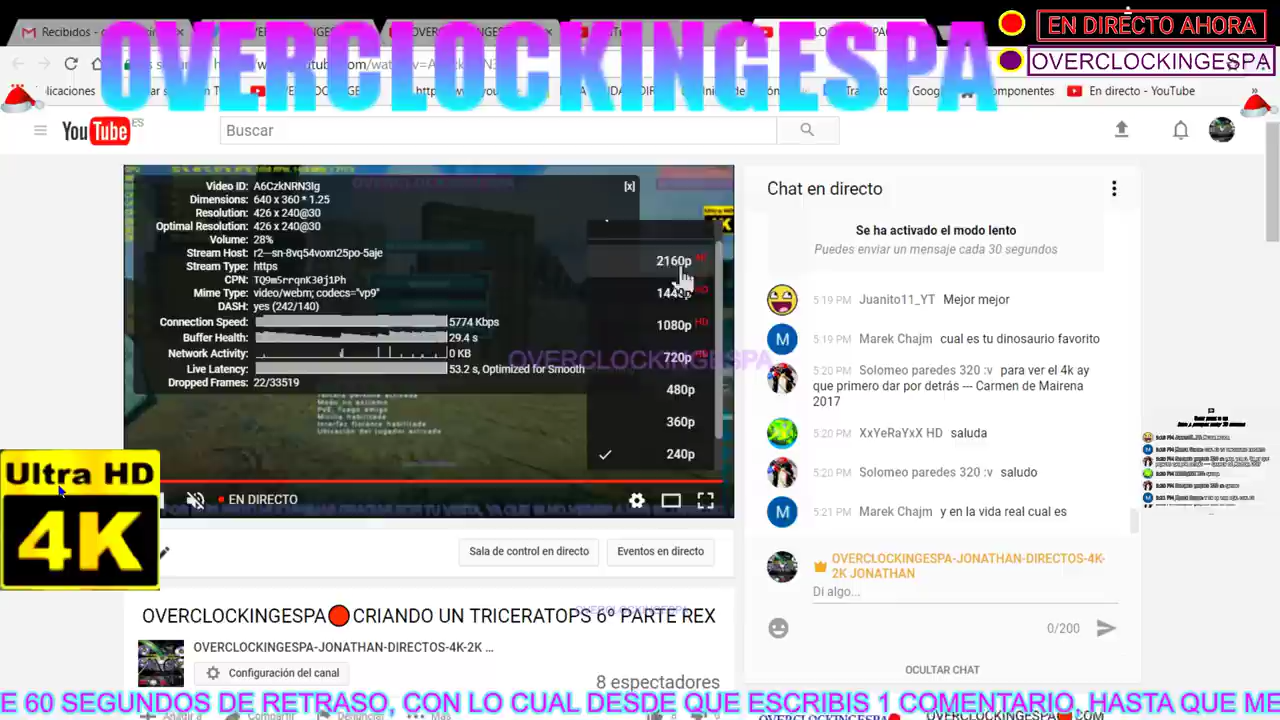 OVERCLOCKINGESPA
EN DIRECTO AHORA
OVERCLOCKINGESPA
Recibidos
En directo - YouTube
YouTube ES
Buscar
Video ID: A6CzkNRN3Ig
Dimensions: 640 x 360 * 1.25
Resolution: 426 x 240@30
Optimal Resolution: 426 x 240@30
Volume: 28%
Stream Host: r2---sn-8vq54voxn25po-5aje
Stream Type: https
CPN: TQ9m5rrqnK30j1Ph
Mime Type: video/webm; codecs="vp9"
DASH: yes (242/140)
Connection Speed: 5774 Kbps
Buffer Health: 29.4 s
Network Activity: 0 KB
Live Latency: 53.2 s, Optimized for Smooth
Dropped Frames: 22/33519
[x]
2160p
1440p HD
1080p HD
720p
480p
360p
240p
OVERCLOCKINGESPA
EN DIRECTO
Ultra HD
4K
Sala de control en directo
Eventos en directo
OVERCLOCKINGESPA🔴CRIANDO UN TRICERATOPS 6º PARTE REX
OVERCLOCKINGESPA-JONATHAN-DIRECTOS-4K-2K ...
Configuración del canal
8 espectadores
Chat en directo
Se ha activado el modo lento
Puedes enviar un mensaje cada 30 segundos
5:19 PM Juanito11_YT Mejor mejor
5:19 PM Marek Chajm cual es tu dinosaurio favorito
5:20 PM Solomeo paredes 320 :v para ver el 4k ay
que primero dar por detrás --- Carmen de Mairena
2017
5:20 PM XxYeRaYxX HD saluda
5:20 PM Solomeo paredes 320 :v saludo
5:21 PM Marek Chajm y en la vida real cual es
OVERCLOCKINGESPA-JONATHAN-DIRECTOS-4K-
2K JONATHAN
Di algo...
0/200
OCULTAR CHAT
E 60 SEGUNDOS DE RETRASO, CON LO CUAL DESDE QUE ESCRIBIS 1 COMENTARIO, HASTA QUE ME